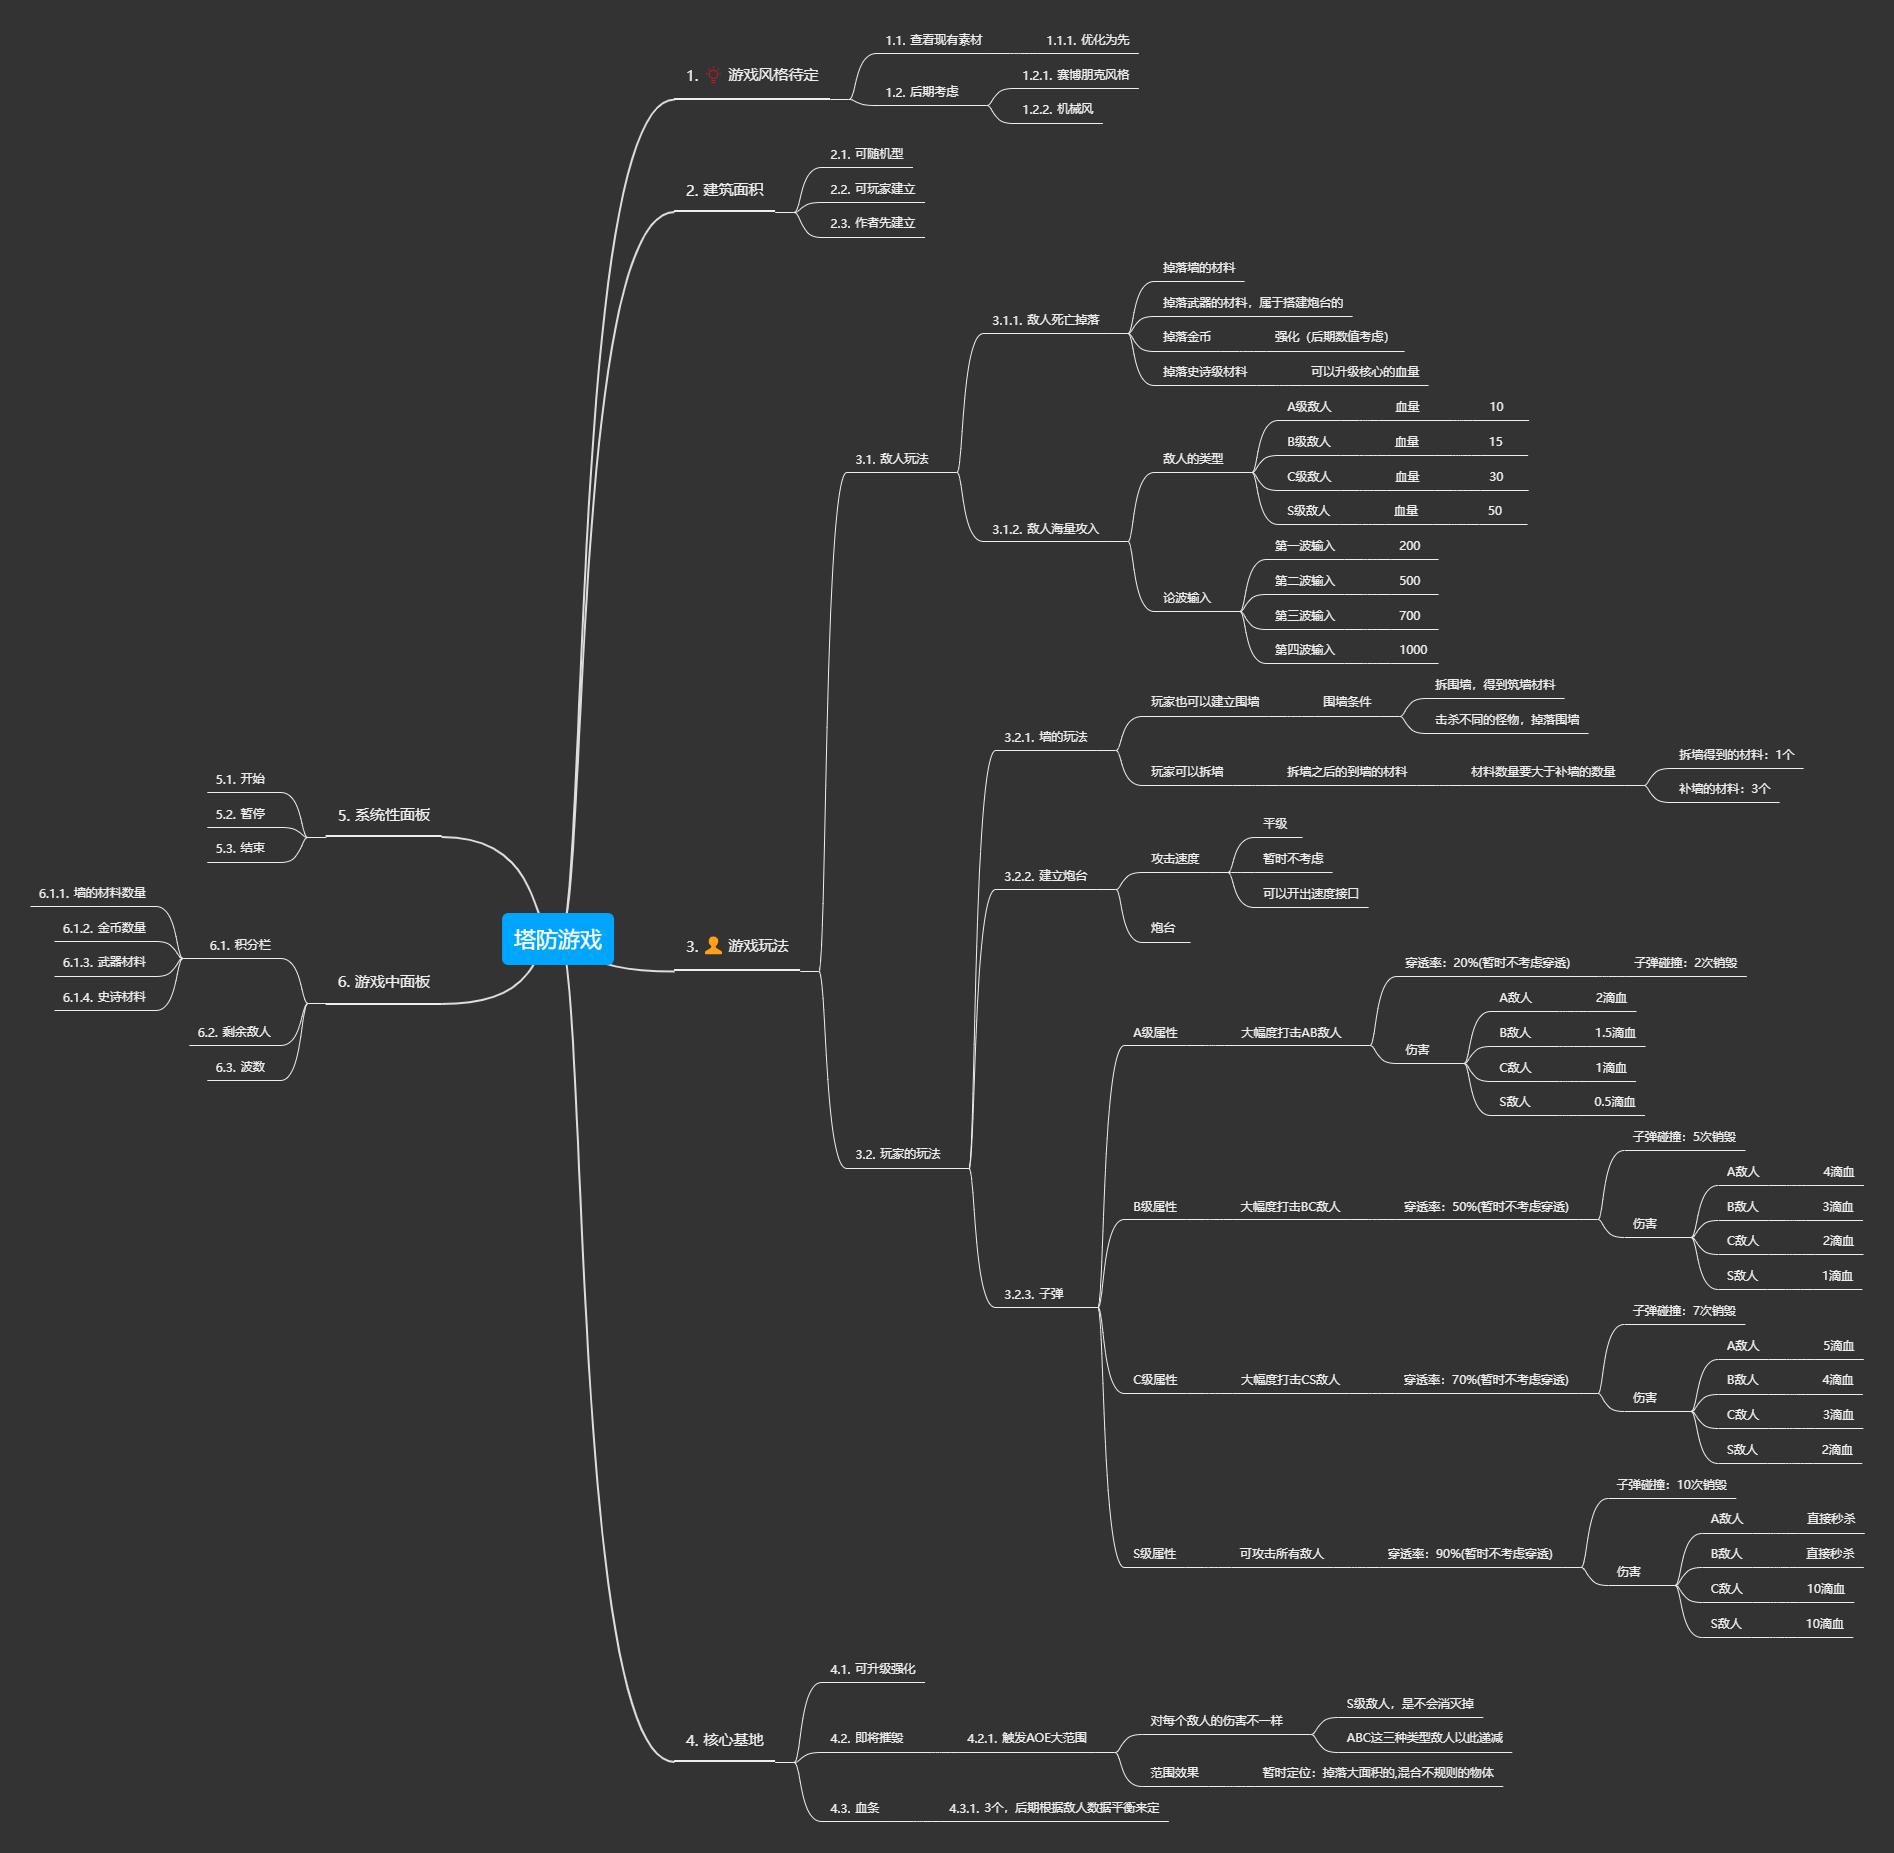 塔防游戏
1. 游戏风格待定
1.1. 查看现有素材
1.1.1. 优化为先
1.2. 后期考虑
1.2.1. 赛博朋克风格
1.2.2. 机械风
2. 建筑面积
2.1. 可随机型
2.2. 可玩家建立
2.3. 作者先建立
3. 游戏玩法
3.1. 敌人玩法
3.1.1. 敌人死亡掉落
掉落墙的材料
掉落武器的材料，属于搭建炮台的
掉落金币
强化（后期数值考虑）
掉落史诗级材料
可以升级核心的血量
3.1.2. 敌人海量攻入
敌人的类型
A级敌人
血量
10
B级敌人
血量
15
C级敌人
血量
30
S级敌人
血量
50
论波输入
第一波输入
200
第二波输入
500
第三波输入
700
第四波输入
1000
3.2. 玩家的玩法
3.2.1. 墙的玩法
玩家也可以建立围墙
围墙条件
拆围墙，得到筑墙材料
击杀不同的怪物，掉落围墙
玩家可以拆墙
拆墙之后的到墙的材料
材料数量要大于补墙的数量
拆墙得到的材料：1个
补墙的材料：3个
3.2.2. 建立炮台
攻击速度
平级
暂时不考虑
可以开出速度接口
炮台
3.2.3. 子弹
A级属性
大幅度打击AB敌人
穿透率：20%(暂时不考虑穿透)
子弹碰撞：2次销毁
伤害
A敌人
2滴血
B敌人
1.5滴血
C敌人
1滴血
S敌人
0.5滴血
B级属性
大幅度打击BC敌人
穿透率：50%(暂时不考虑穿透)
子弹碰撞：5次销毁
伤害
A敌人
4滴血
B敌人
3滴血
C敌人
2滴血
S敌人
1滴血
C级属性
大幅度打击CS敌人
穿透率：70%(暂时不考虑穿透)
子弹碰撞：7次销毁
伤害
A敌人
5滴血
B敌人
4滴血
C敌人
3滴血
S敌人
2滴血
S级属性
可攻击所有敌人
穿透率：90%(暂时不考虑穿透)
子弹碰撞：10次销毁
伤害
A敌人
直接秒杀
B敌人
直接秒杀
C敌人
10滴血
S敌人
10滴血
4. 核心基地
4.1. 可升级强化
4.2. 即将摧毁
4.2.1. 触发AOE大范围
对每个敌人的伤害不一样
S级敌人，是不会消灭掉
ABC这三种类型敌人以此递减
范围效果
暂时定位：掉落大面积的,混合不规则的物体
4.3. 血条
4.3.1. 3个，后期根据敌人数据平衡来定
5. 系统性面板
5.1. 开始
5.2. 暂停
5.3. 结束
6. 游戏中面板
6.1. 积分栏
6.1.1. 墙的材料数量
6.1.2. 金币数量
6.1.3. 武器材料
6.1.4. 史诗材料
6.2. 剩余敌人
6.3. 波数